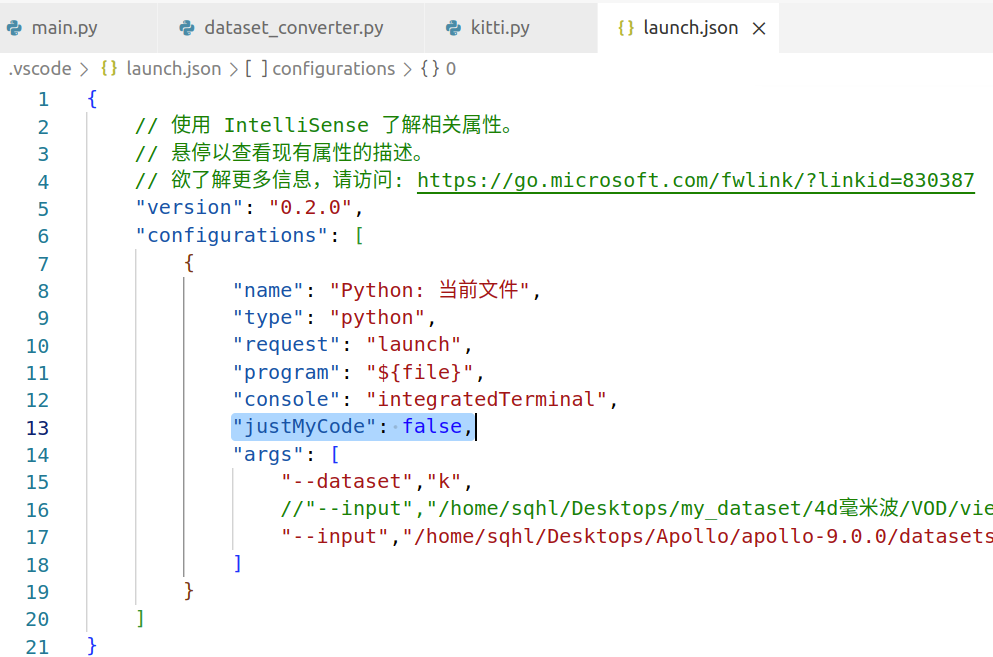 main.py dataset_converter.py kitti.py {} launch.json ×
.vscode > {} launch.json > [ ] configurations > {} 0
1 {
2 // 使用 IntelliSense 了解相关属性。
3 // 悬停以查看现有属性的描述。
4 // 欲了解更多信息，请访问: https://go.microsoft.com/fwlink/?linkid=830387
5 "version": "0.2.0",
6 "configurations": [
7 {
8 "name": "Python: 当前文件",
9 "type": "python",
10 "request": "launch",
11 "program": "${file}",
12 "console": "integratedTerminal",
13 "justMyCode": false,
14 "args": [
15 "--dataset","k",
16 //"--input","/home/sqhl/Desktops/my_dataset/4d毫米波/VOD/vie
17 "--input","/home/sqhl/Desktops/Apollo/apollo-9.0.0/datasets
18 ]
19 }
20 ]
21 }